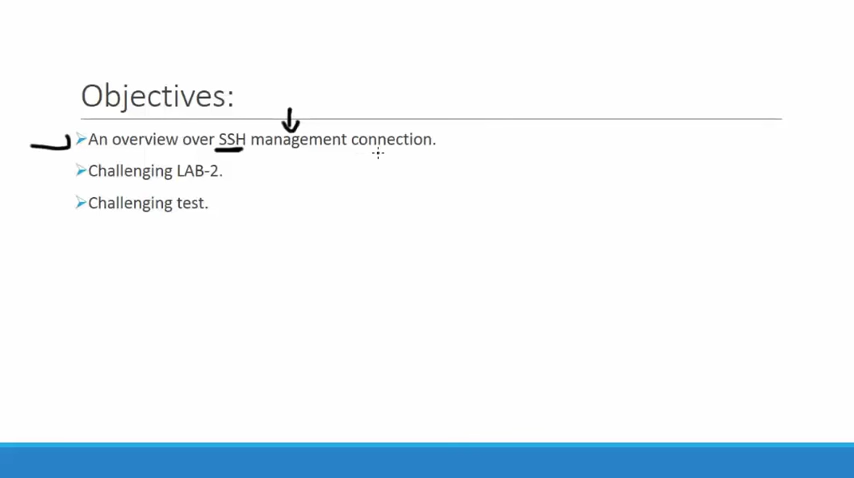 Objectives:
An overview over SSH management connection.
Challenging LAB-2.
Challenging test.